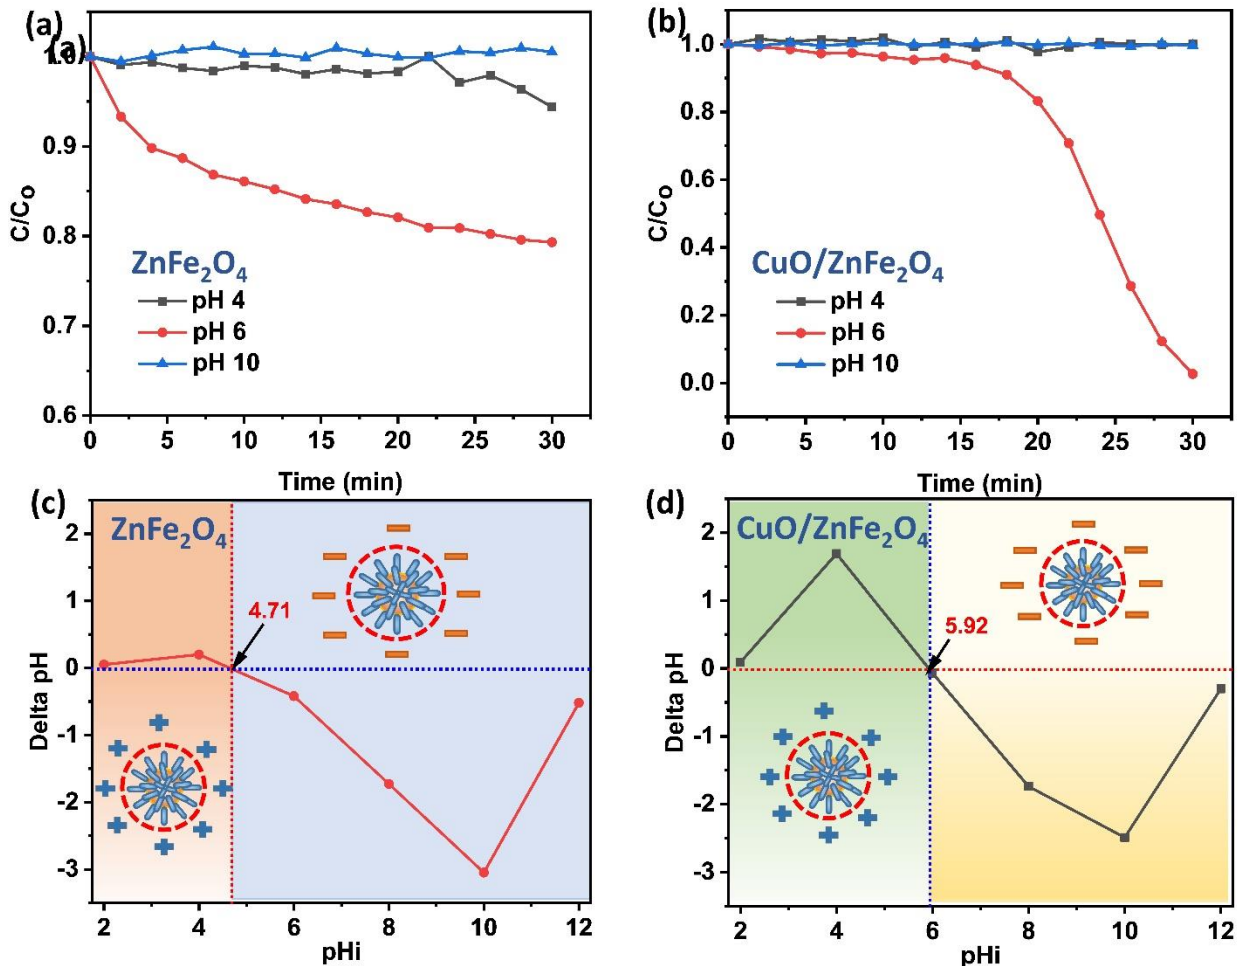 (a)
(a)
1.0
0.9
0.8
0.7
0.6
C/C₀
ZnFe₂O₄
pH 4
pH 6
pH 10
0 5 10 15 20 25 30
Time (min)
(b)
1.0
0.8
0.6
0.4
0.2
0.0
C/C₀
CuO/ZnFe₂O₄
pH 4
pH 6
pH 10
0 5 10 15 20 25 30
Time (min)
(c)
2
1
0
-1
-2
-3
Delta pH
ZnFe₂O₄
4.71
2 4 6 8 10 12
pHi
(d)
2
1
0
-1
-2
-3
Delta pH
CuO/ZnFe₂O₄
5.92
2 4 6 8 10 12
pHi